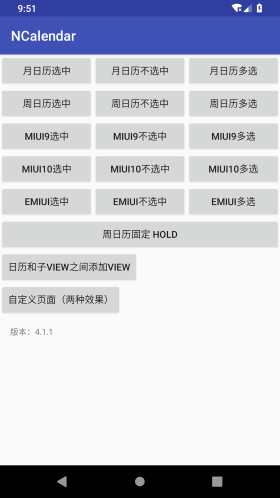 9:51
NCalendar
月日历选中 月日历不选中 月日历多选
周日历选中 周日历不选中 周日历多选
MIUI9选中 MIUI9不选中 MIUI9多选
MIUI10选中 MIUI10不选中 MIUI10多选
EMIUI选中 EMIUI不选中 EMIUI多选
周日历固定 HOLD
日历和子VIEW之间添加VIEW
自定义页面（两种效果）
版本：4.1.1